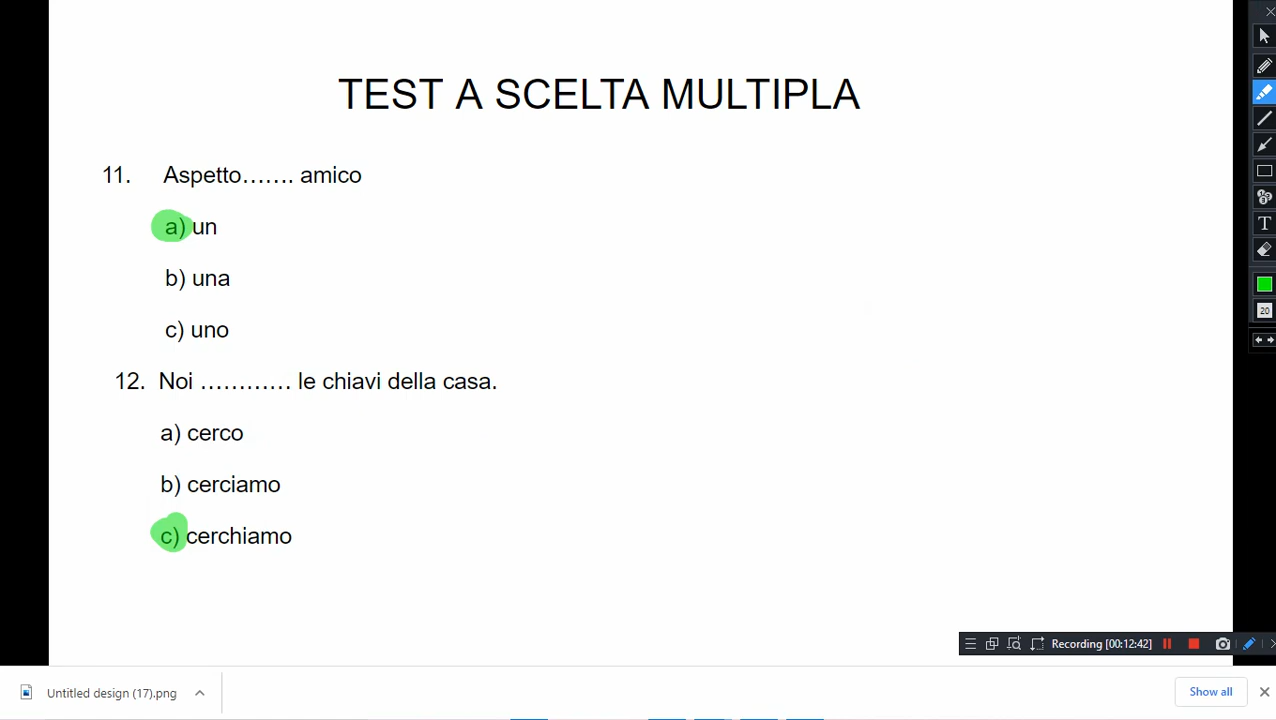 TEST A SCELTA MULTIPLA
11. Aspetto……. amico
a) un
b) una
c) uno
12. Noi ………… le chiavi della casa.
a) cerco
b) cerciamo
c) cerchiamo
T
20
Recording [00:12:42]
Untitled design (17).png
Show all